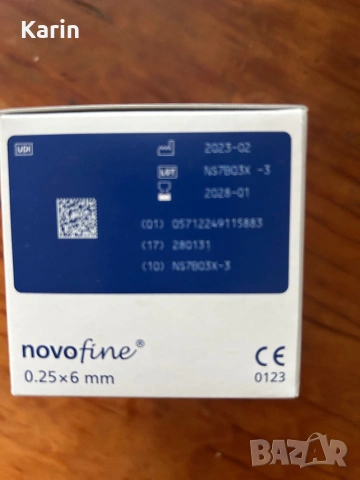 Karin
UDI
2023-02
LOT NS7B03X -3
2028-01
(01) 05712249115883
(17) 280131
(10) NS7B03X-3
novofine®
0.25×6 mm
CE
0123
BAZAR